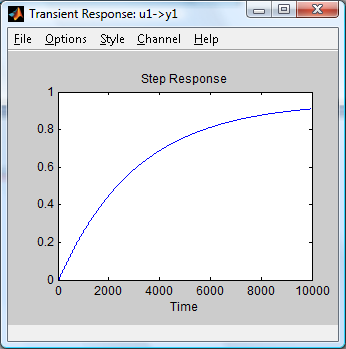 Transient Response: u1->y1
File Options Style Channel Help
Step Response
1
0.8
0.6
0.4
0.2
0
0 2000 4000 6000 8000 10000
Time